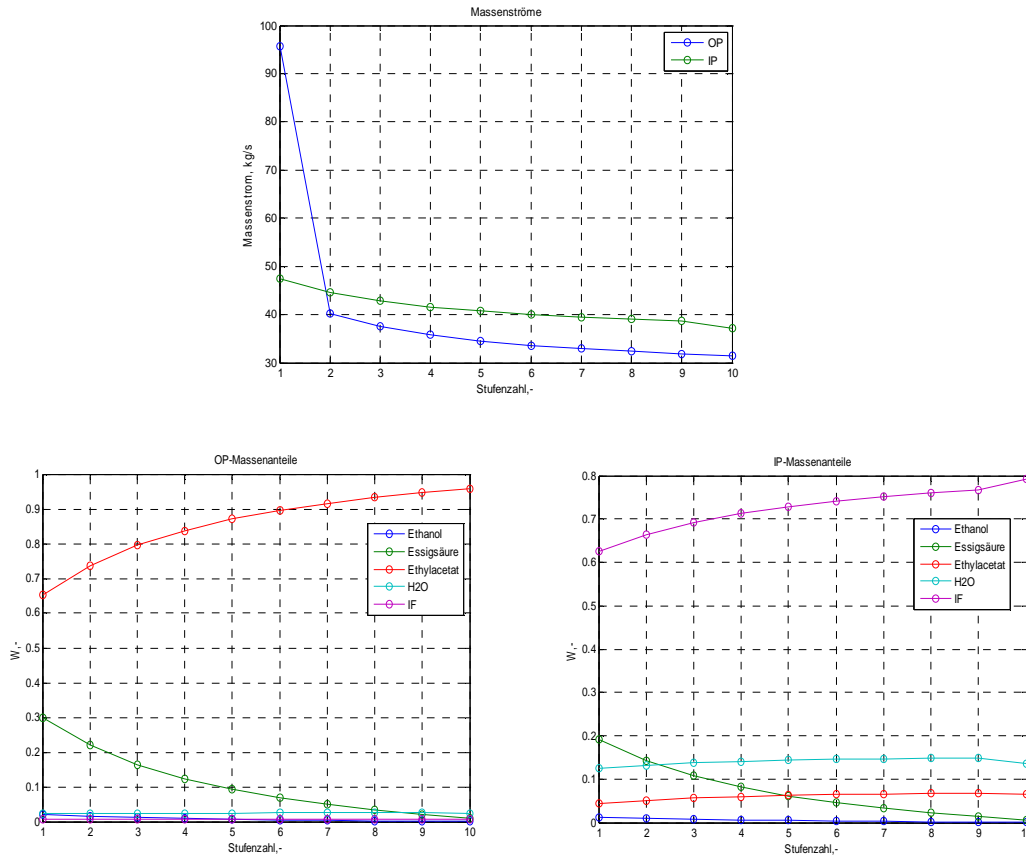 Massenströme
100
90
80
70
60
50
40
30
Massenstrom, kg/s
OP
IP
1 2 3 4 5 6 7 8 9 10
Stufenzahl,-
OP-Massenanteile
1
0.9
0.8
0.7
0.6
0.5
0.4
0.3
0.2
0.1
0
W,-
Ethanol
Essigsäure
Ethylacetat
H2O
IF
1 2 3 4 5 6 7 8 9 10
Stufenzahl,-
IP-Massenanteile
0.8
0.7
0.6
0.5
0.4
0.3
0.2
0.1
0
W,-
Ethanol
Essigsäure
Ethylacetat
H2O
IF
1 2 3 4 5 6 7 8 9 1
Stufenzahl,-